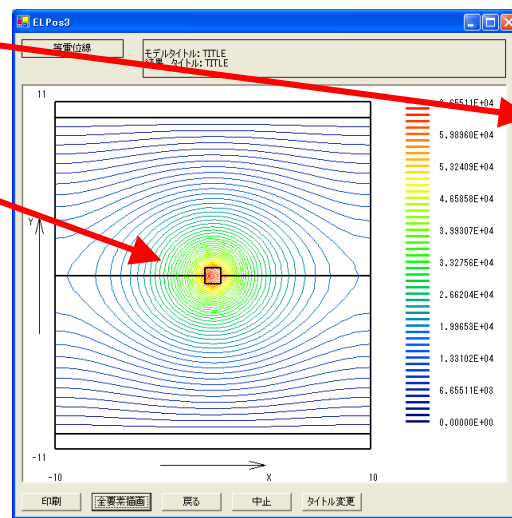 ELPos3
等電位線
モデルタイトル: TITLE
結果 タイトル: TITLE
11
6.65511E+04
5.98960E+04
5.32409E+04
4.65858E+04
Y
3.99307E+04
3.32756E+04
2.66204E+04
1.99653E+04
1.33102E+04
6.65511E+03
0.00000E+00
-11
-10
X
10
印刷
全要素描画
戻る
中止
タイトル変更